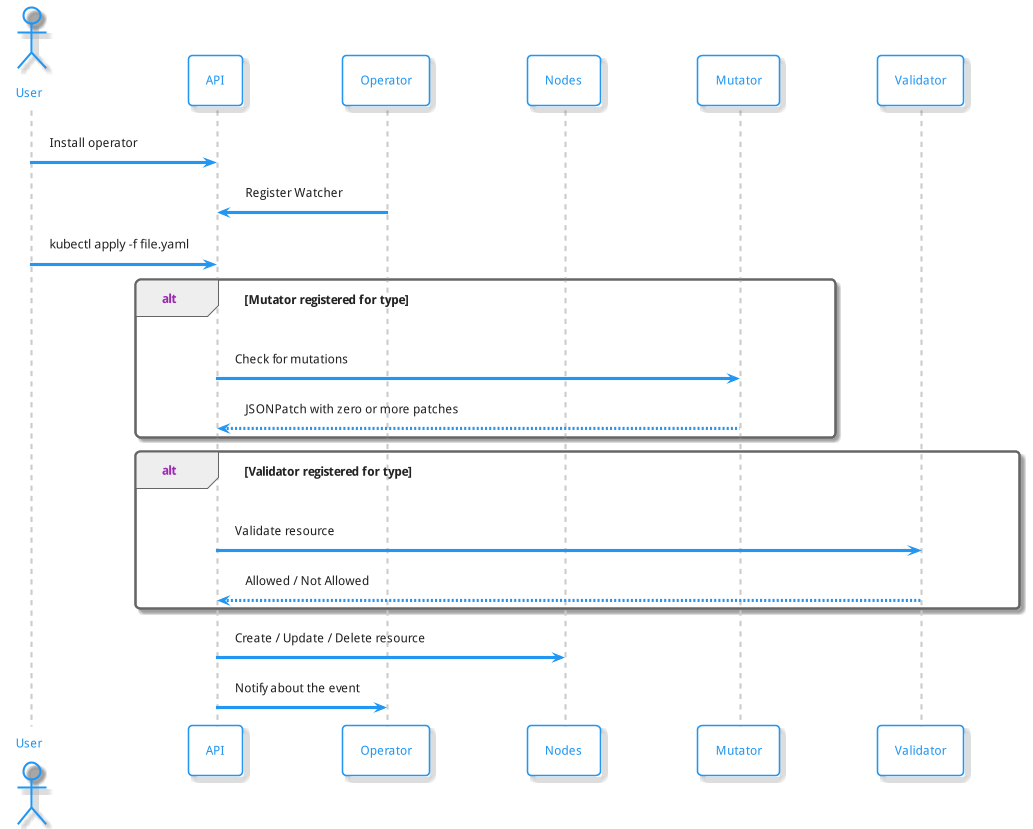 User
API
Operator
Nodes
Mutator
Validator
Install operator
Register Watcher
kubectl apply -f file.yaml
alt
[Mutator registered for type]
Check for mutations
JSONPatch with zero or more patches
alt
[Validator registered for type]
Validate resource
Allowed / Not Allowed
Create / Update / Delete resource
Notify about the event
User
API
Operator
Nodes
Mutator
Validator